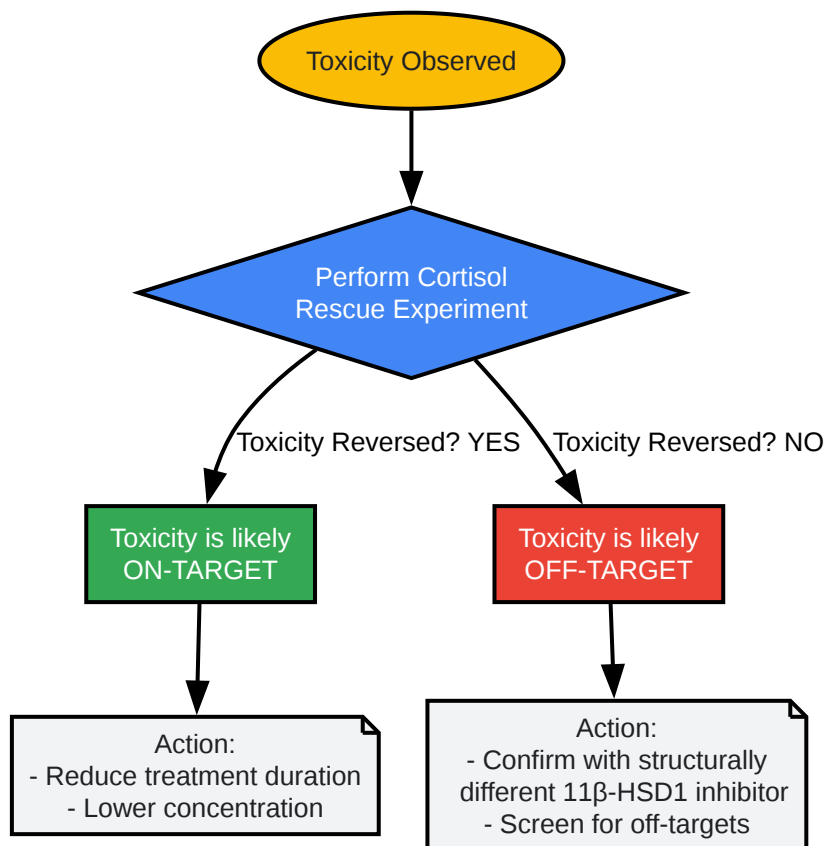 Toxicity Observed
Perform Cortisol
Rescue Experiment
Toxicity Reversed? YES
Toxicity Reversed? NO
Toxicity is likely
ON-TARGET
Toxicity is likely
OFF-TARGET
Action:
- Reduce treatment duration
- Lower concentration
Action:
- Confirm with structurally
different 11β-HSD1 inhibitor
- Screen for off-targets